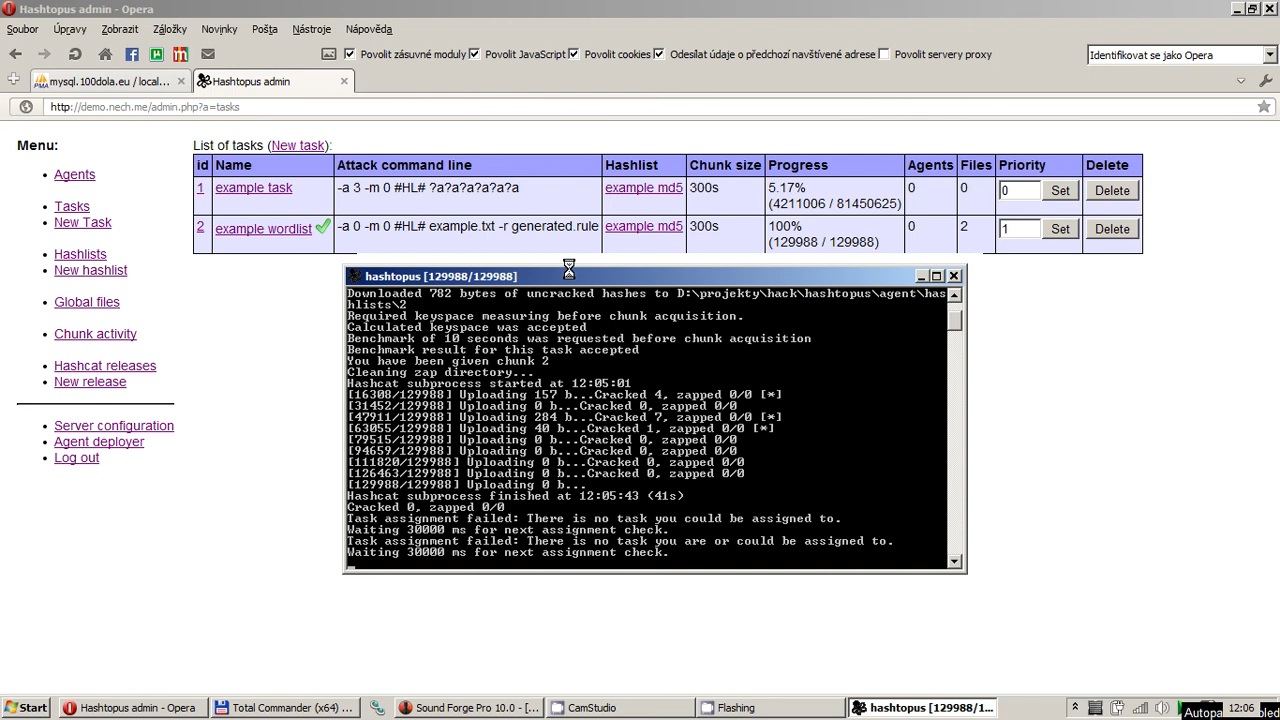 Hashtopus admin - Opera
Soubor Úpravy Zobrazit Záložky Novinky Pošta Nástroje Nápověda
Povolit zásuvné moduly Povolit JavaScript Povolit cookies Odesílat údaje o předchozí navštívené adrese Povolit servery proxy Identifikovat se jako Opera
mysql.100dola.eu / local... Hashtopus admin
http://demo.nech.me/admin.php?a=tasks
Menu:
Agents
Tasks
New Task
Hashlists
New hashlist
Global files
Chunk activity
Hashcat releases
New release
Server configuration
Agent deployer
Log out
List of tasks (New task):
id Name Attack command line Hashlist Chunk size Progress Agents Files Priority Delete
1 example task -a 3 -m 0 #HL# ?a?a?a?a?a?a example md5 300s 5.17% 0 0 0 Set Delete
(4211006 / 81450625)
2 example wordlist -a 0 -m 0 #HL# example.txt -r generated.rule example md5 300s 100% 0 2 1 Set Delete
(129988 / 129988)
hashtopus [129988/129988]
Downloaded 782 bytes of uncracked hashes to D:\projekty\hack\hashtopus\agent\has
hlists\2
Required keyspace measuring before chunk acquisition.
Calculated keyspace was accepted
Benchmark of 10 seconds was requested before chunk acquisition
Benchmark result for this task accepted
You have been given chunk 2
Cleaning zap directory...
Hashcat subprocess started at 12:05:01
[16308/129988] Uploading 157 b...Cracked 4, zapped 0/0 [*]
[31452/129988] Uploading 0 b...Cracked 0, zapped 0/0
[47911/129988] Uploading 284 b...Cracked 7, zapped 0/0 [*]
[63055/129988] Uploading 40 b...Cracked 1, zapped 0/0 [*]
[79515/129988] Uploading 0 b...Cracked 0, zapped 0/0
[94659/129988] Uploading 0 b...Cracked 0, zapped 0/0
[111820/129988] Uploading 0 b...Cracked 0, zapped 0/0
[126463/129988] Uploading 0 b...Cracked 0, zapped 0/0
[129988/129988] Uploading 0 b...
Hashcat subprocess finished at 12:05:43 (41s)
Cracked 0, zapped 0/0
Task assignment failed: There is no task you could be assigned to.
Waiting 30000 ms for next assignment check.
Task assignment failed: There is no task you are or could be assigned to.
Waiting 30000 ms for next assignment check.
Start Hashtopus admin - Opera Total Commander (x64) ... Sound Forge Pro 10.0 - [... CamStudio Flashing hashtopus [129988/1... 12:06